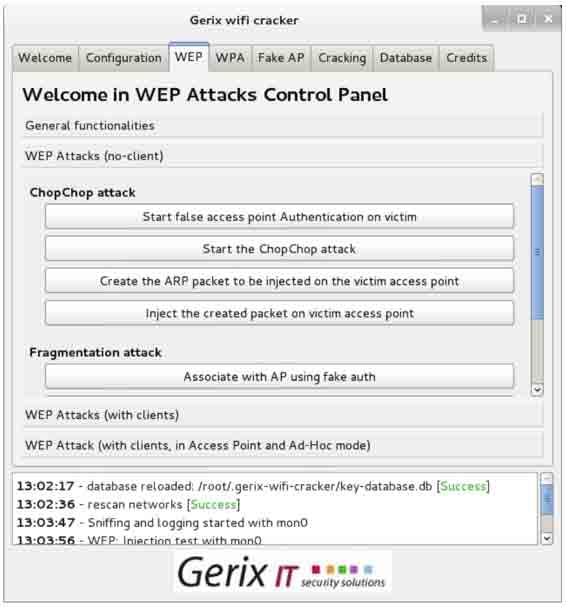 Gerix wifi cracker
Welcome Configuration WEP WPA Fake AP Cracking Database Credits
Welcome in WEP Attacks Control Panel
General functionalities
WEP Attacks (no-client)
ChopChop attack
Start false access point Authentication on victim
Start the ChopChop attack
Create the ARP packet to be injected on the victim access point
Inject the created packet on victim access point
Fragmentation attack
Associate with AP using fake auth
WEP Attacks (with clients)
WEP Attack (with clients, in Access Point and Ad-Hoc mode)
13:02:17 - database reloaded: /root/.gerix-wifi-cracker/key-database.db [Success]
13:02:36 - rescan networks [Success]
13:03:47 - Sniffing and logging started with mon0
13:03:56 - WEP: Injection test with mon0
Gerix IT security solutions